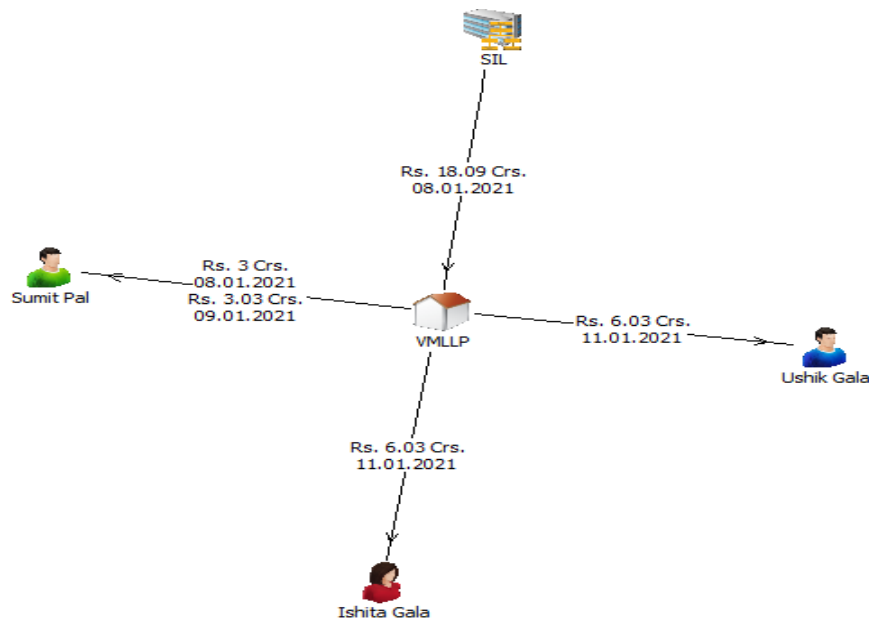 SIL
Rs. 18.09 Crs.
08.01.2021
Rs. 3 Crs.
08.01.2021
Rs. 3.03 Crs.
09.01.2021
Sumit Pal
VMLLP
Rs. 6.03 Crs.
11.01.2021
Ushik Gala
Rs. 6.03 Crs.
11.01.2021
Ishita Gala